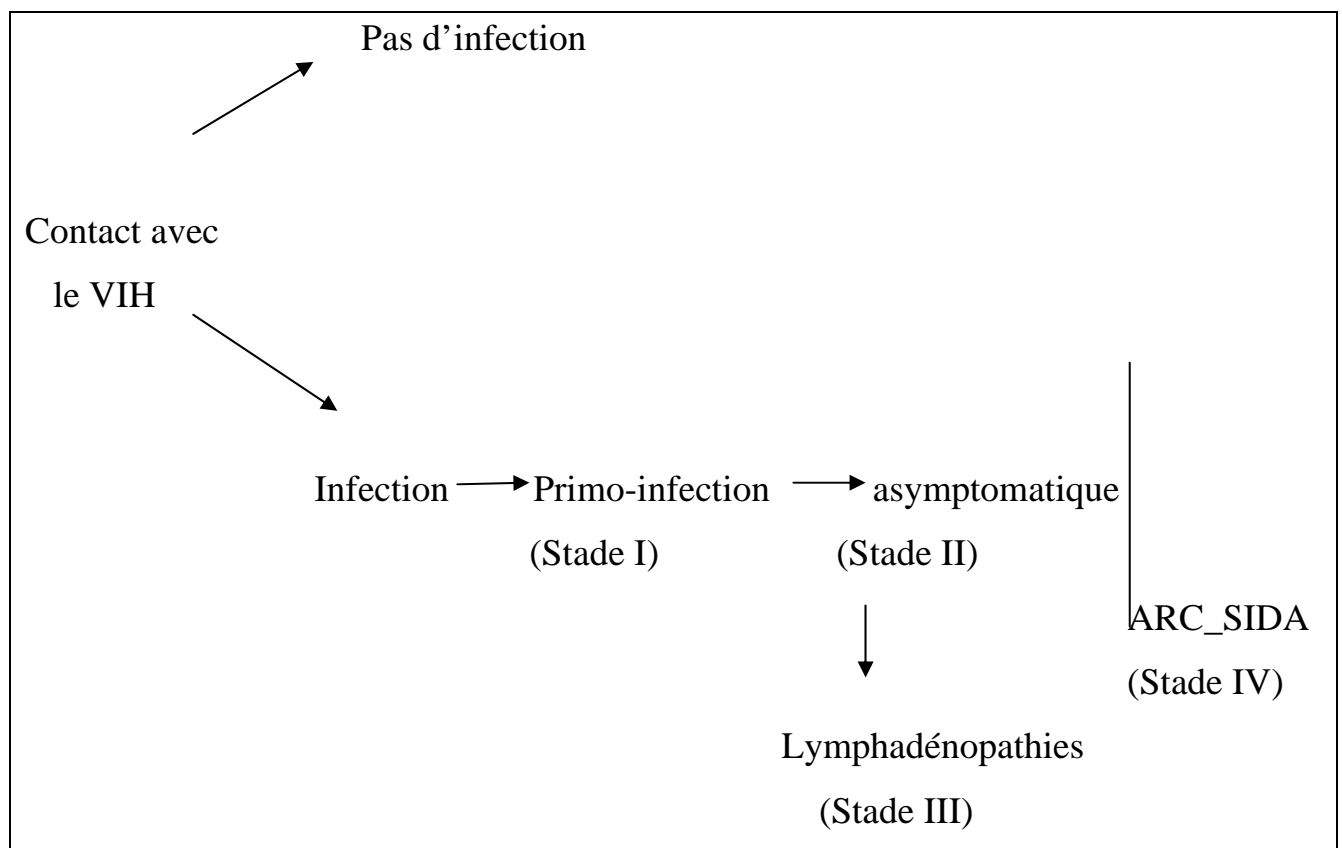 Pas d’infection
Contact avec
le VIH
Infection
Primo-infection
(Stade I)
asymptomatique
(Stade II)
ARC_SIDA
(Stade IV)
Lymphadénopathies
(Stade III)